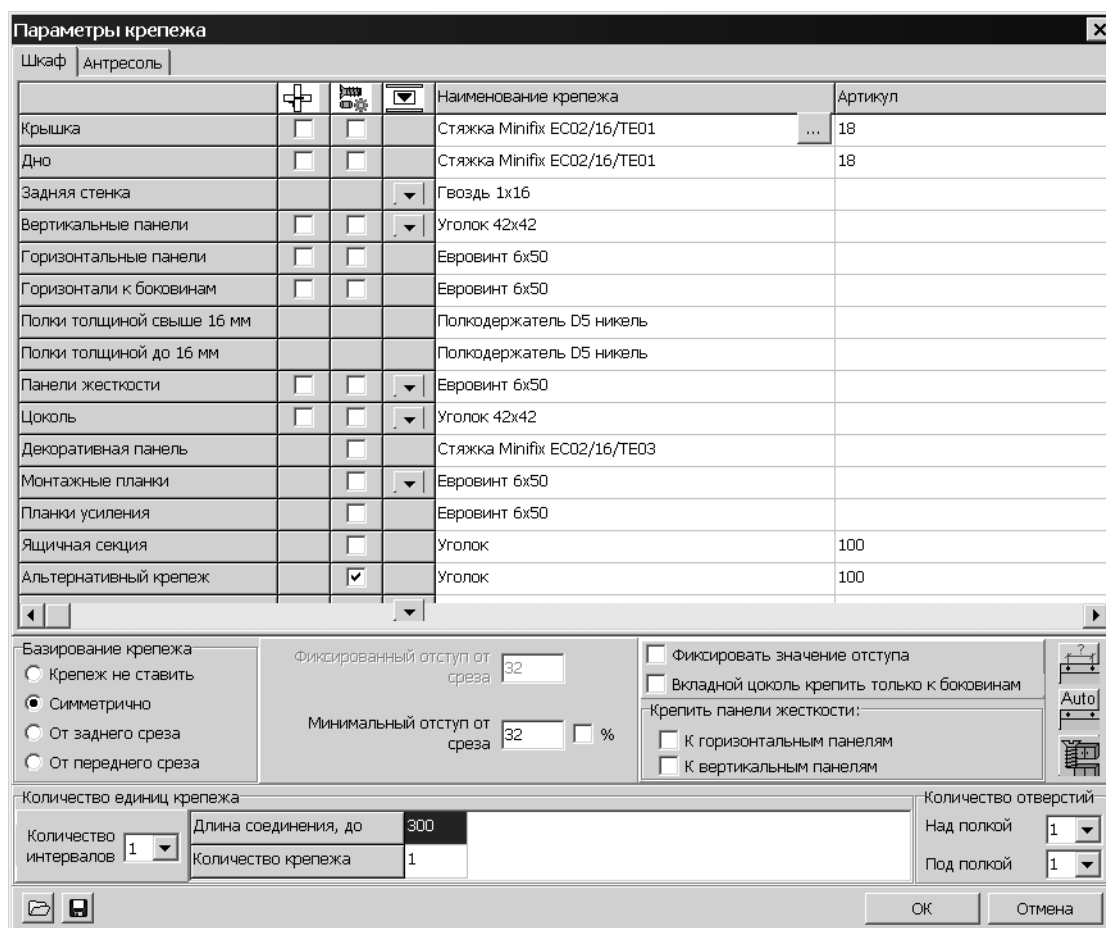 Параметры крепежа
Шкаф Антресоль
Наименование крепежа Артикул
Крышка Стяжка Minifix EC02/16/TE01 ... 18
Дно Стяжка Minifix EC02/16/TE01 18
Задняя стенка Гвоздь 1x16
Вертикальные панели Уголок 42x42
Горизонтальные панели Евровинт 6x50
Горизонтали к боковинам Евровинт 6x50
Полки толщиной свыше 16 мм Полкодержатель D5 никель
Полки толщиной до 16 мм Полкодержатель D5 никель
Панели жесткости Евровинт 6x50
Цоколь Уголок 42x42
Декоративная панель Стяжка Minifix EC02/16/TE03
Монтажные планки Евровинт 6x50
Планки усиления Евровинт 6x50
Ящичная секция Уголок 100
Альтернативный крепеж Уголок 100
Базирование крепежа
Крепеж не ставить
Симметрично
От заднего среза
От переднего среза
Фиксированный отступ от
среза 32
Минимальный отступ от
среза 32 %
Фиксировать значение отступа
Вкладной цоколь крепить только к боковинам
Крепить панели жесткости:
К горизонтальным панелям
К вертикальным панелям
?
Auto
Количество единиц крепежа
Количество
интервалов 1
Длина соединения, до 300
Количество крепежа 1
Количество отверстий
Над полкой 1
Под полкой 1
ОК Отмена